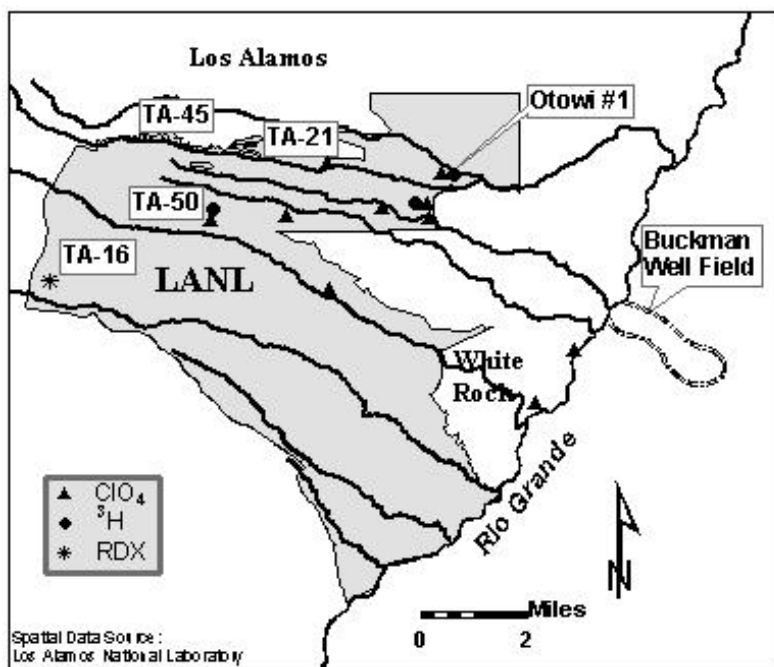 Los Alamos
TA-45
TA-21
Otowi #1
TA-50
TA-16
LANL
Buckman
Well Field
White
Rock
Rio Grande
ClO₄
³H
RDX
N
Miles
0 2
Spatial Data Source:
Los Alamos National Laboratory